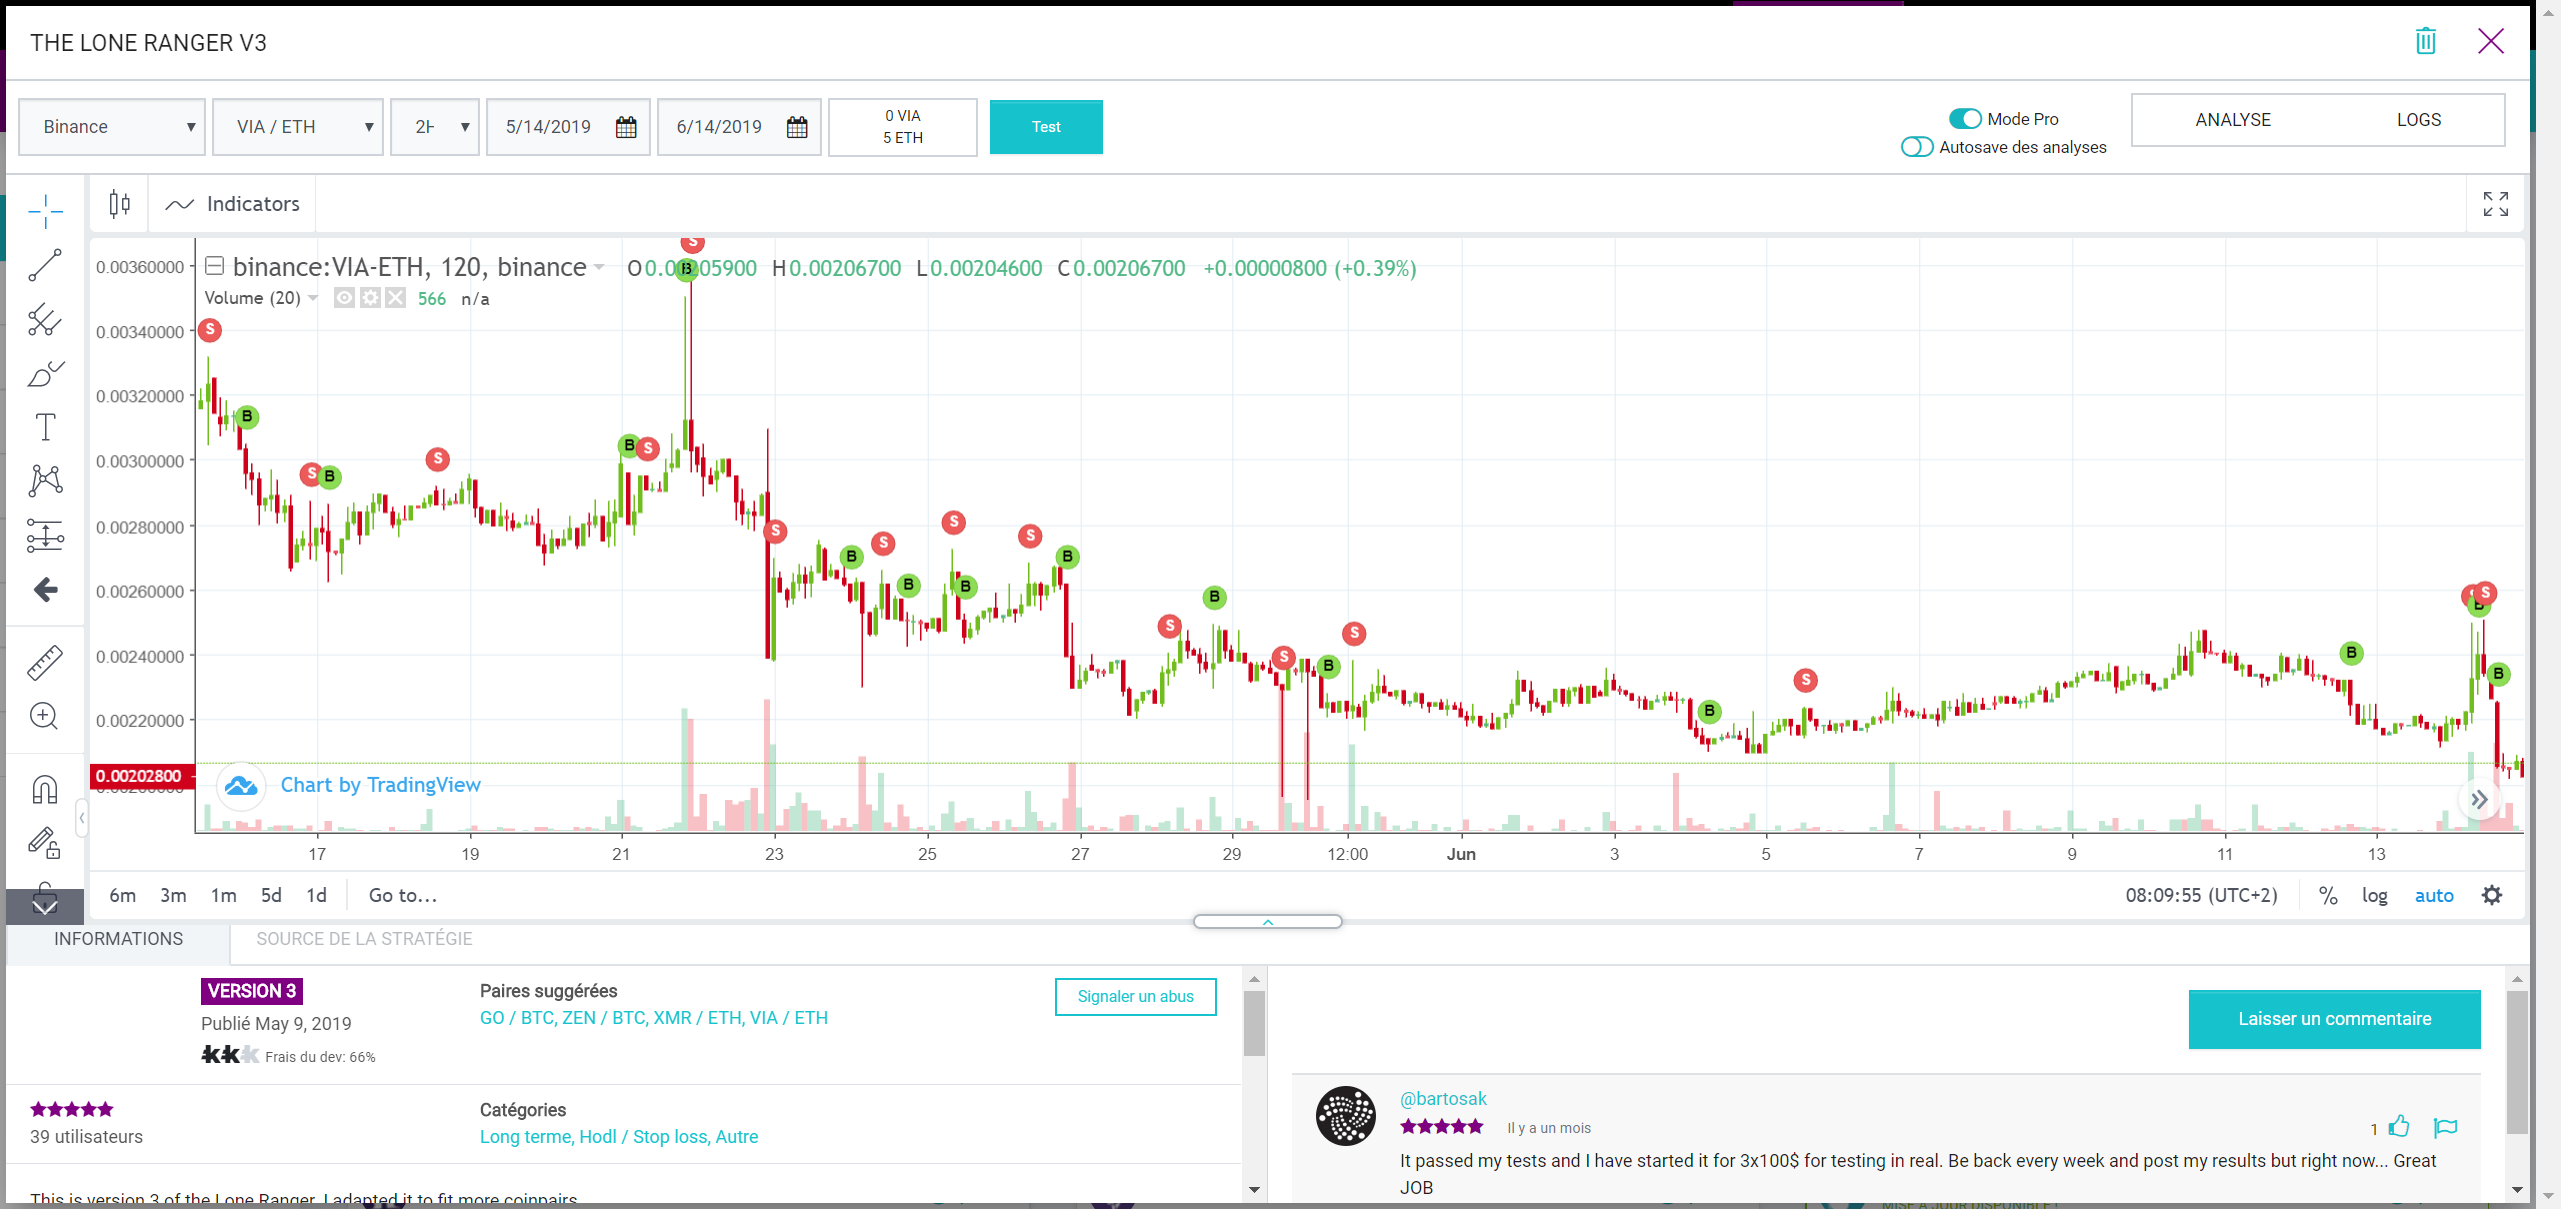 THE LONE RANGER V3
Binance
VIA / ETH
5/14/2019
6/14/2019
0 VIA
5 ETH
Test
Mode Pro
Autosave des analyses
ANALYSE
LOGS
Indicators
binance:VIA-ETH, 120, binance
H0.00206700 L0.00204600 C0.00206700 +0.00000800 (+0.39%)
Volume (20)
566 n/a
0.00360000
0.00340000
0.00320000
0.00300000
0.00280000
0.00260000
0.00240000
0.00220000
0.00202800
S
B
S
B
S
B
S
S
B
S
B
S
B
S
B
S
B
S
B
S
B
S
B
S
B
S
B
S
B
Chart by TradingView
17
19
21
23
25
27
29
12:00
Jun
3
5
7
9
11
13
6m 3m 1m 5d 1d Go to...
08:09:55 (UTC+2)
%
log
auto
INFORMATIONS
SOURCE DE LA STRATÉGIE
VERSION 3
Publié May 9, 2019
Frais du dev: 66%
Paires suggérées
GO / BTC, ZEN / BTC, XMR / ETH, VIA / ETH
Signaler un abus
39 utilisateurs
Catégories
Long terme, Hodl / Stop loss, Autre
This is version 3 of the Lone Ranger. I adapted it to fit more coinpairs
Laisser un commentaire
@bartosak
Il y a un mois
1
It passed my tests and I have started it for 3x100$ for testing in real. Be back every week and post my results but right now... Great
JOB
MISE À JOUR DISPONIBLE !